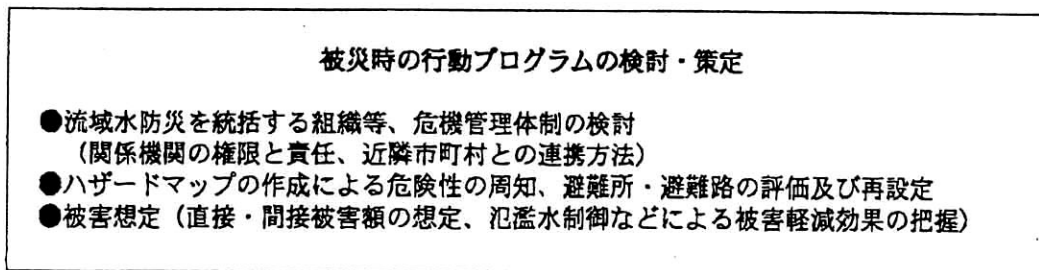 被災時の行動プログラムの検討・策定
●流域水防災を統括する組織等、危機管理体制の検討
（関係機関の権限と責任、近隣市町村との連携方法）
●ハザードマップの作成による危険性の周知、避難所・避難路の評価及び再設定
●被害想定（直接・間接被害額の想定、氾濫水制御などによる被害軽減効果の把握）